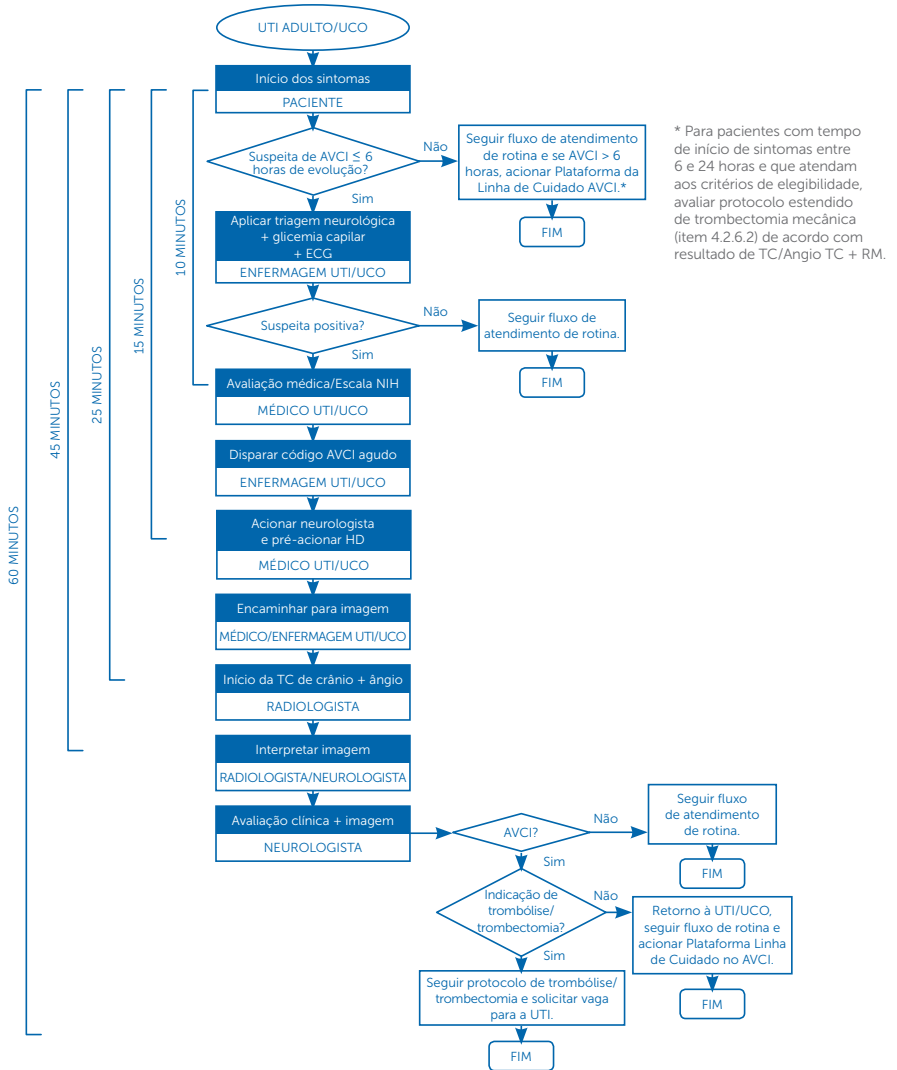 UTI ADULTO/UCO
Início dos sintomas
PACIENTE
Suspeita de AVCI ≤ 6
horas de evolução?
Não
Seguir fluxo de atendimento
de rotina e se AVCI > 6
horas, acionar Plataforma da
Linha de Cuidado AVCI.*
FIM
* Para pacientes com tempo
de início de sintomas entre
6 e 24 horas e que atendam
aos critérios de elegibilidade,
avaliar protocolo estendido
de trombectomia mecânica
(item 4.2.6.2) de acordo com
resultado de TC/Angio TC + RM.
Sim
Aplicar triagem neurológica
+ glicemia capilar
+ ECG
ENFERMAGEM UTI/UCO
Suspeita positiva?
Não
Seguir fluxo de
atendimento de rotina.
FIM
Sim
Avaliação médica/Escala NIH
MÉDICO UTI/UCO
Disparar código AVCI agudo
ENFERMAGEM UTI/UCO
Acionar neurologista
e pré-acionar HD
MÉDICO UTI/UCO
Encaminhar para imagem
MÉDICO/ENFERMAGEM UTI/UCO
Início da TC de crânio + ângio
RADIOLOGISTA
Interpretar imagem
RADIOLOGISTA/NEUROLOGISTA
Avaliação clínica + imagem
NEUROLOGISTA
AVCI?
Não
Seguir fluxo
de atendimento
de rotina.
FIM
Sim
Indicação de
trombólise/
trombectomia?
Não
Retorno à UTI/UCO,
seguir fluxo de rotina e
acionar Plataforma Linha
de Cuidado no AVCI.
FIM
Sim
Seguir protocolo de trombólise/
trombectomia e solicitar vaga
para a UTI.
FIM
10 MINUTOS
15 MINUTOS
25 MINUTOS
45 MINUTOS
60 MINUTOS